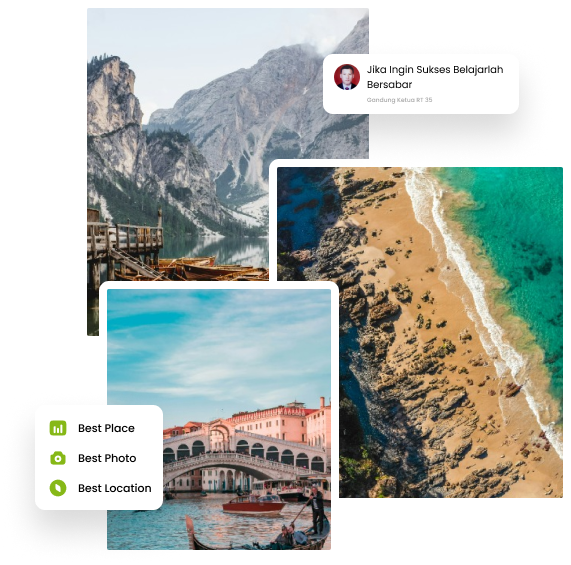 Jika Ingin Sukses Belajarlah
Bersabar
Gandung Ketua RT 35
Best Place
Best Photo
Best Location